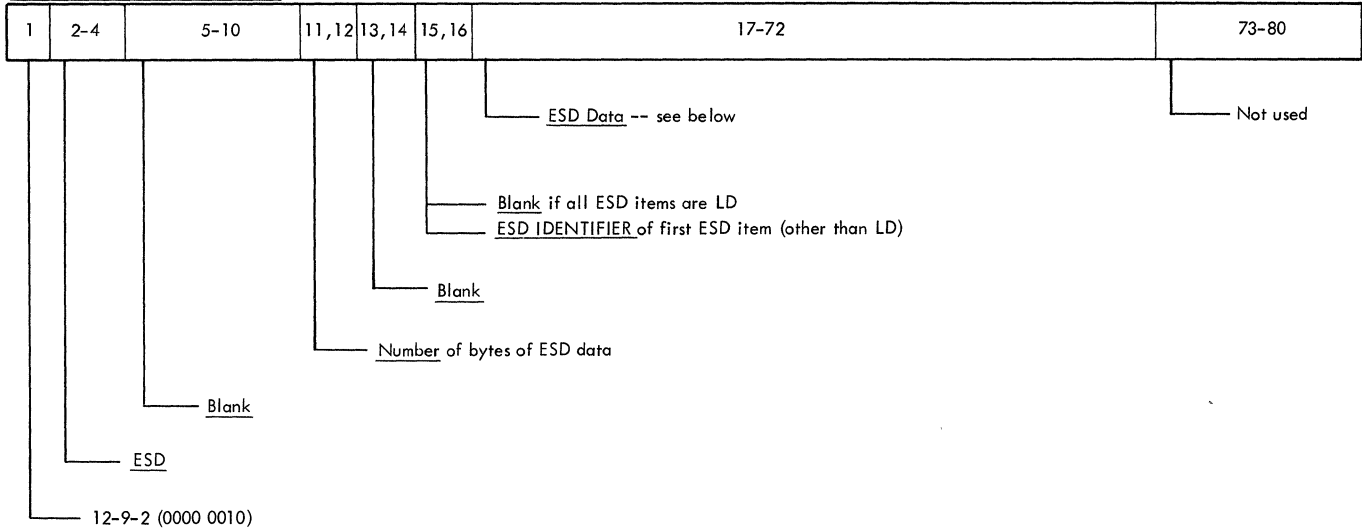 1 2-4 5-10 11,12 13,14 15,16 17-72 73-80
ESD Data -- see below
Not used
Blank if all ESD items are LD
ESD IDENTIFIER of first ESD item (other than LD)
Blank
Number of bytes of ESD data
Blank
ESD
12-9-2 (0000 0010)